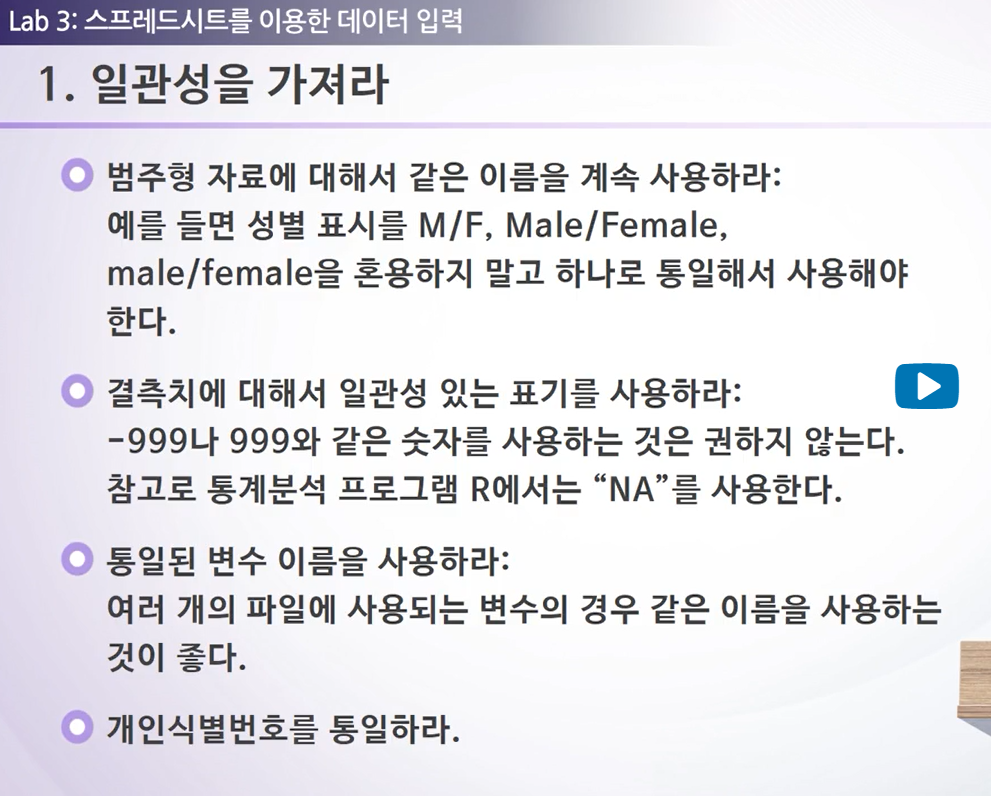 Lab 3: 스프레드시트를 이용한 데이터 입력
1. 일관성을 가져라
범주형 자료에 대해서 같은 이름을 계속 사용하라:
예를 들면 성별 표시를 M/F, Male/Female,
male/female을 혼용하지 말고 하나로 통일해서 사용해야
한다.
결측치에 대해서 일관성 있는 표기를 사용하라:
-999나 999와 같은 숫자를 사용하는 것은 권하지 않는다.
참고로 통계분석 프로그램 R에서는 “NA”를 사용한다.
통일된 변수 이름을 사용하라:
여러 개의 파일에 사용되는 변수의 경우 같은 이름을 사용하는
것이 좋다.
개인식별번호를 통일하라.